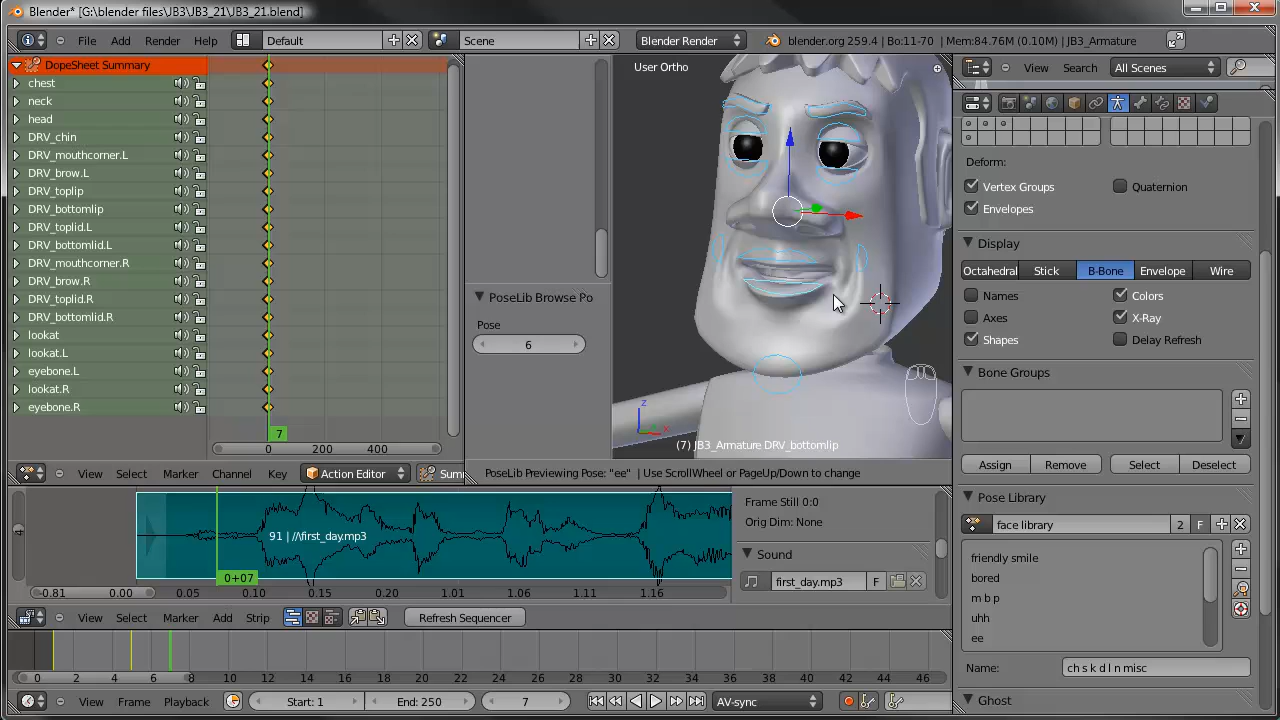 Blender* [G:\blender files\JB3\JB3_21\JB3_21.blend]
File Add Render Help Default Scene Blender Render blender.org 259.4 | Bo:11-70 | Mem:84.76M (0.10M) | JB3_Armature
DopeSheet Summary
chest
neck
head
DRV_chin
DRV_mouthcorner.L
DRV_brow.L
DRV_toplip
DRV_bottomlip
DRV_toplid.L
DRV_bottomlid.L
DRV_mouthcorner.R
DRV_brow.R
DRV_toplid.R
DRV_bottomlid.R
lookat
lookat.L
eyebone.L
lookat.R
eyebone.R
7
0 200 400
View Select Marker Channel Key Action Editor Sum
PoseLib Browse Po
Pose
6
User Ortho
z
x
(7) JB3_Armature DRV_bottomlip
PoseLib Previewing Pose: "ee" | Use ScrollWheel or PageUp/Down to change
View Search All Scenes
Deform:
Vertex Groups Quaternion
Envelopes
Display
Octahedral Stick B-Bone Envelope Wire
Names Colors
Axes X-Ray
Shapes Delay Refresh
Bone Groups
Assign Remove Select Deselect
Pose Library
face library 2 F
friendly smile
bored
m b p
uhh
ee
Name: ch s k d l n misc
Ghost
91 | //first_day.mp3
0+07
-0.81 0.00 0.05 0.10 0.15 0.20 1.01 1.06 1.11 1.16
Frame Still 0:0
Orig Dim: None
Sound
first_day.mp3 F
View Select Marker Add Strip Refresh Sequencer
0 2 4 6 8 10 12 14 16 18 20 22 24 26 28 30 32 34 36 38 40 42 44 46
View Frame Playback Start: 1 End: 250 7 AV-sync